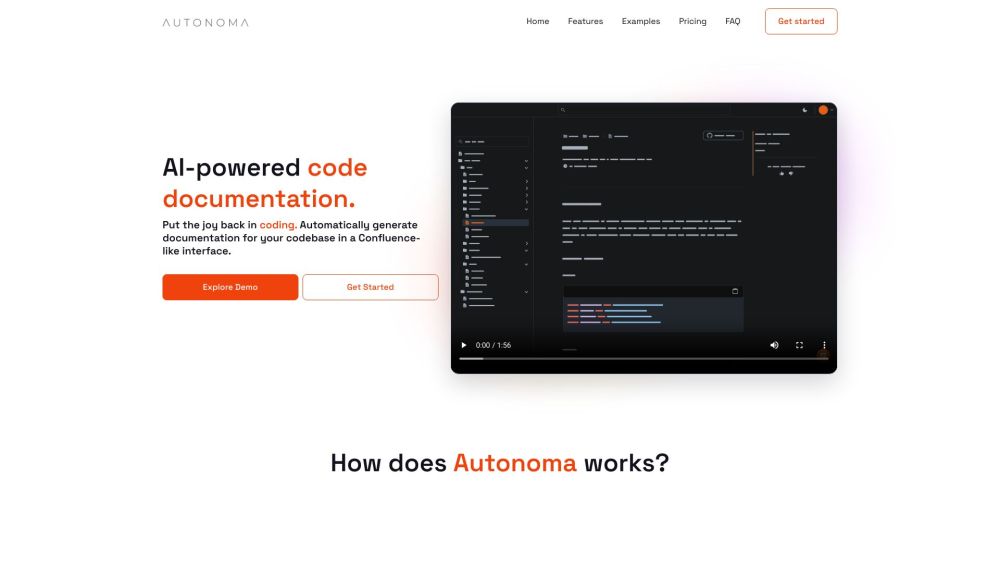 AUTONOMA
Home Features Examples Pricing FAQ Get started
AI-powered code
documentation.
Put the joy back in coding. Automatically generate
documentation for your codebase in a Confluence-
like interface.
Explore Demo Get Started
0:00 / 1:56
How does Autonoma works?